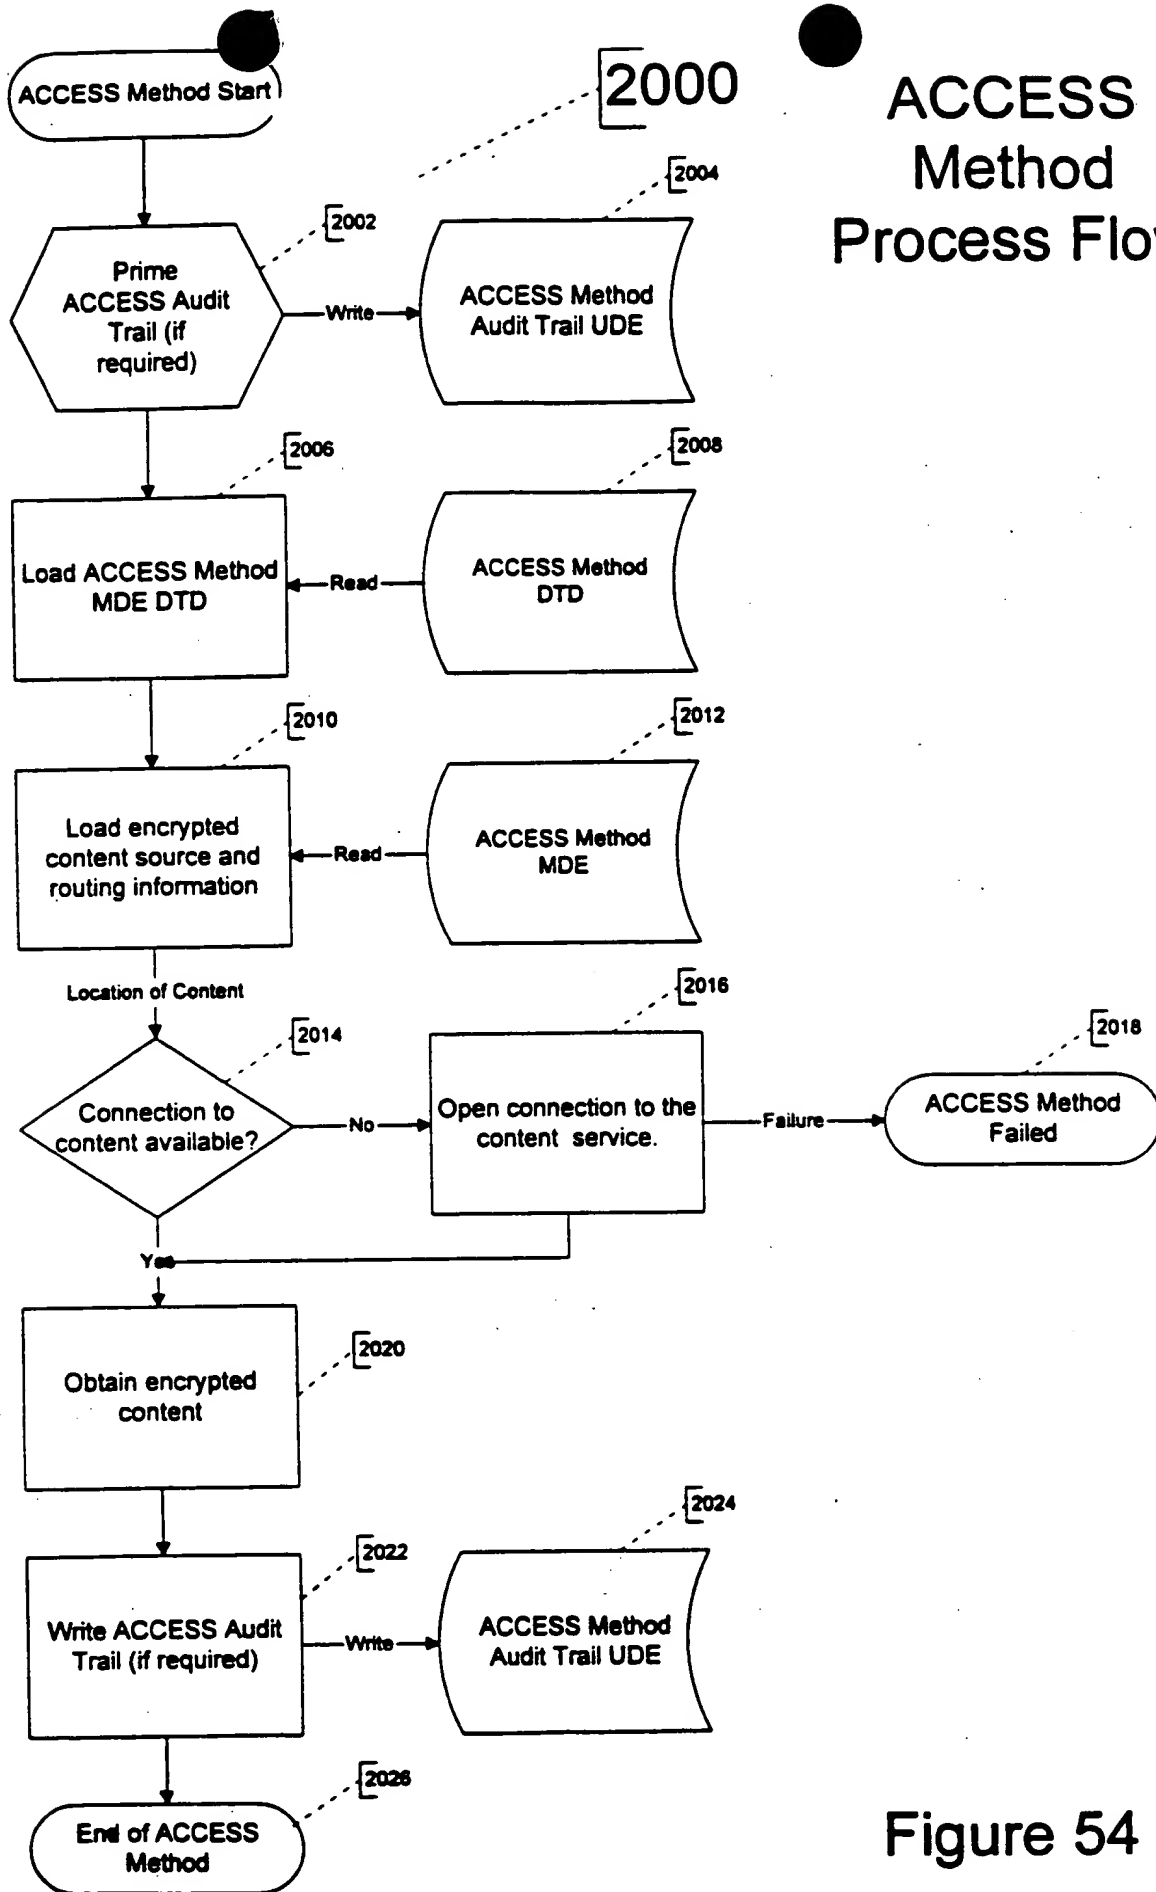 ACCESS Method Start
2000
ACCESS
Method
Process Flow
2002
2004
Prime
ACCESS Audit
Trail (if
required)
Write
ACCESS Method
Audit Trail UDE
2006
2008
Load ACCESS Method
MDE DTD
Read
ACCESS Method
DTD
2010
2012
Load encrypted
content source and
routing information
Read
ACCESS Method
MDE
Location of Content
2014
2016
2018
Connection to
content available?
No
Open connection to the
content service.
Failure
ACCESS Method
Failed
Yes
2020
Obtain encrypted
content
2022
2024
Write ACCESS Audit
Trail (if required)
Write
ACCESS Method
Audit Trail UDE
2026
End of ACCESS
Method
Figure 54